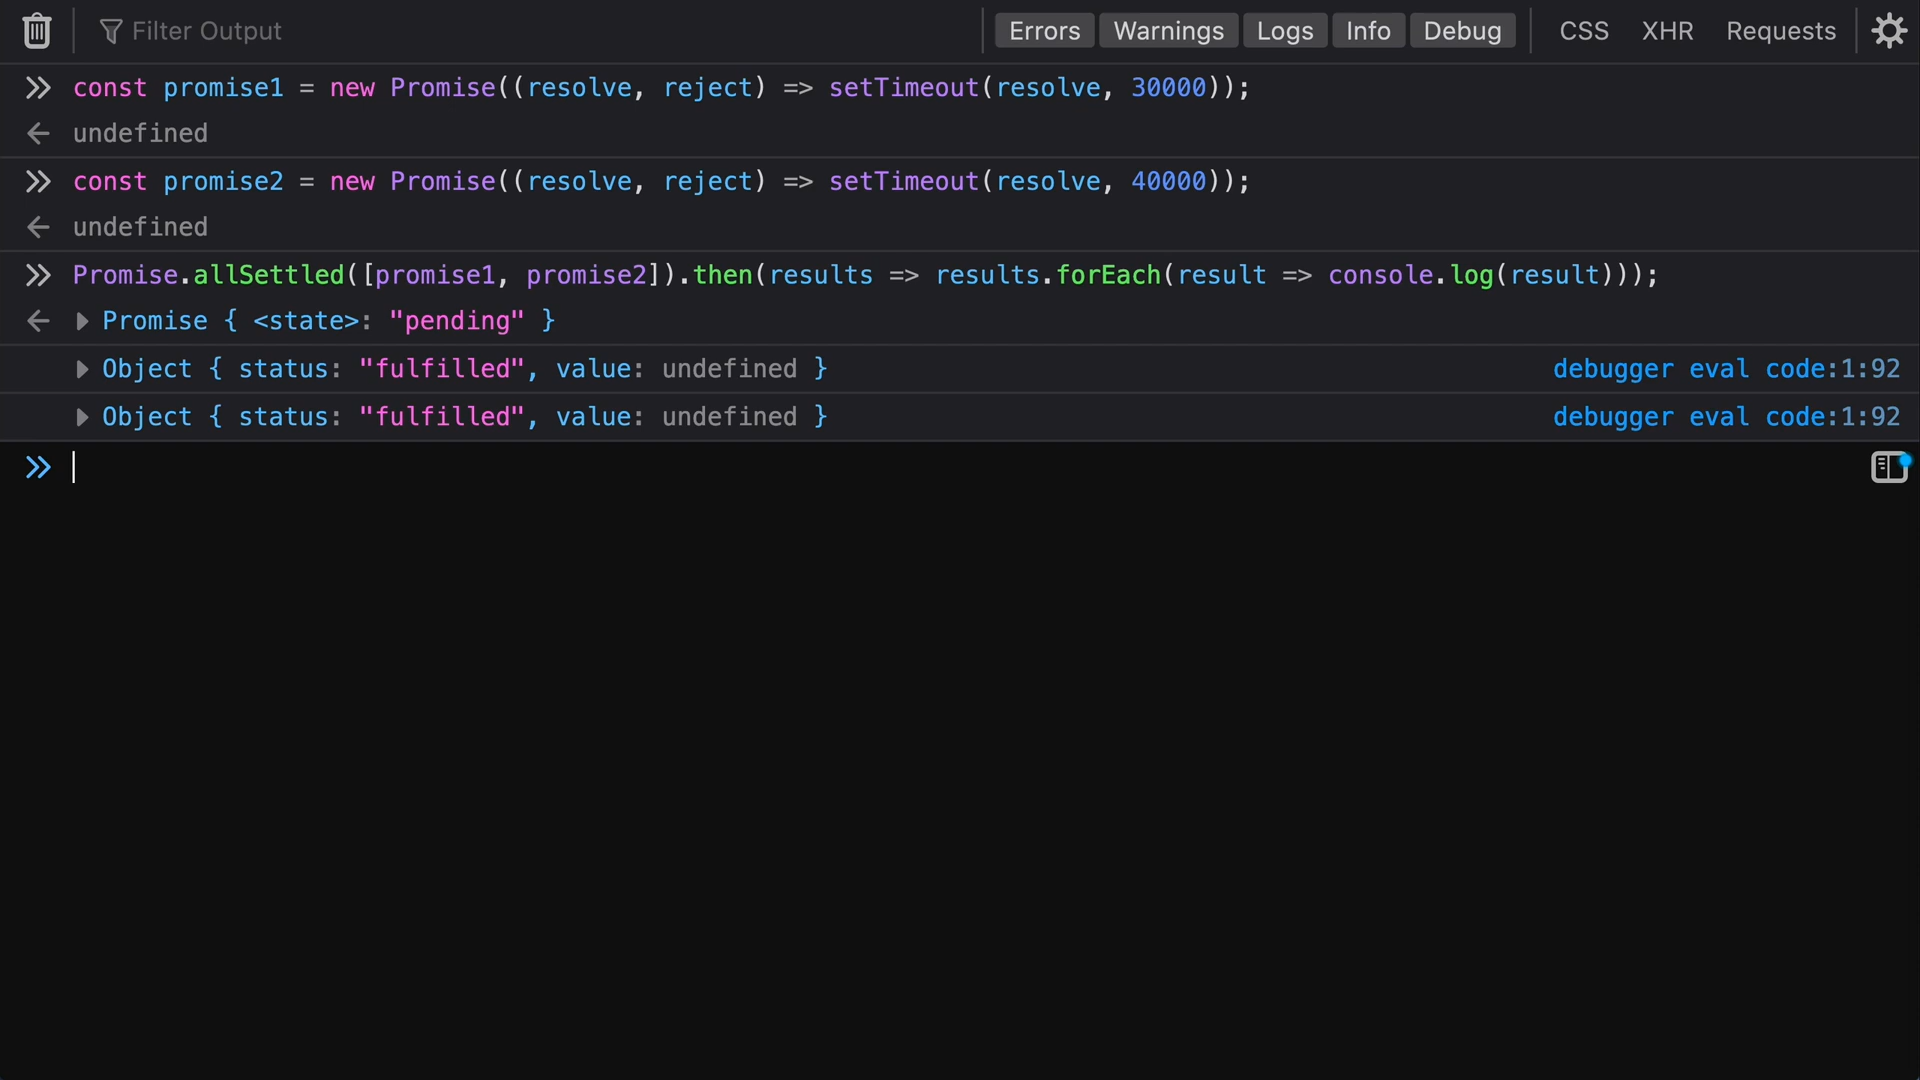 Filter Output Errors Warnings Logs Info Debug CSS XHR Requests
const promise1 = new Promise((resolve, reject) => setTimeout(resolve, 30000));
undefined
const promise2 = new Promise((resolve, reject) => setTimeout(resolve, 40000));
undefined
Promise.allSettled([promise1, promise2]).then(results => results.forEach(result => console.log(result)));
Promise { <state>: "pending" }
Object { status: "fulfilled", value: undefined } debugger eval code:1:92
Object { status: "fulfilled", value: undefined } debugger eval code:1:92